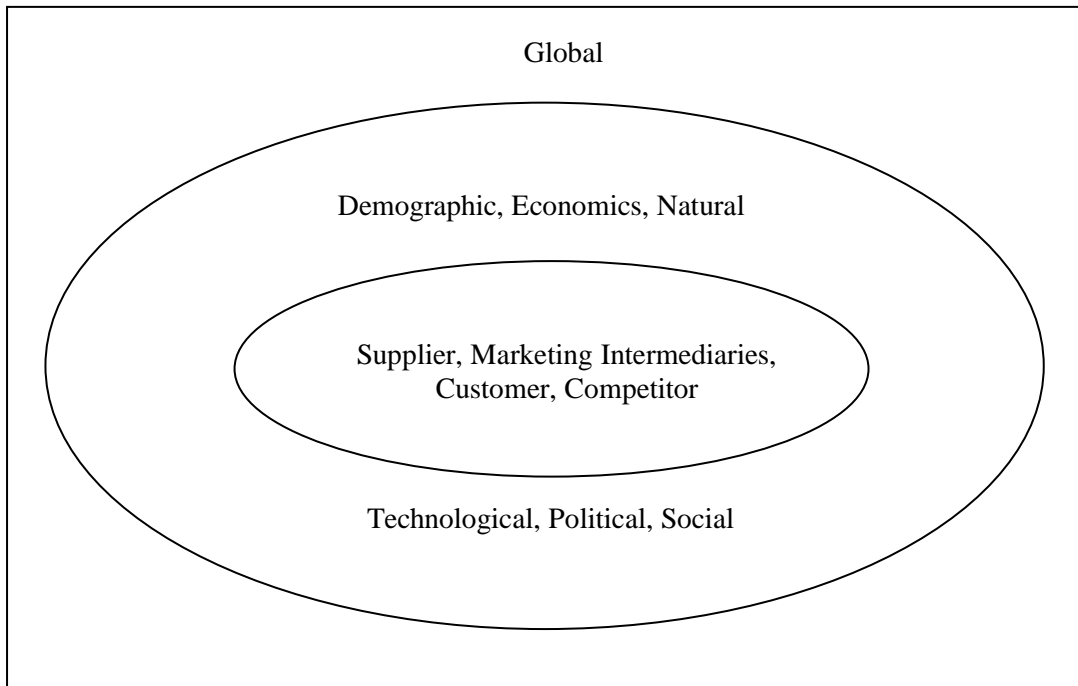 Global
Demographic, Economics, Natural
Supplier, Marketing Intermediaries,
Customer, Competitor
Technological, Political, Social